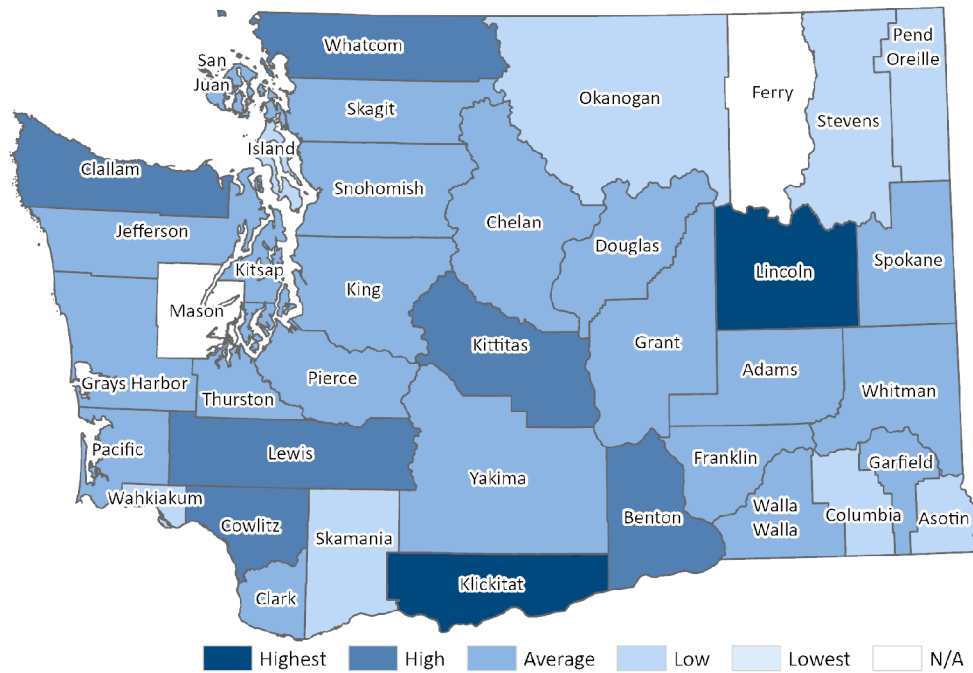 Whatcom
San
Juan
Skagit
Okanogan
Ferry
Pend
Oreille
Stevens
Island
Clallam
Snohomish
Chelan
Jefferson
Douglas
Kitsap
King
Lincoln
Spokane
Mason
Kittitas
Grant
Grays Harbor
Thurston
Pierce
Adams
Whitman
Pacific
Lewis
Yakima
Franklin
Garfield
Wahkiakum
Cowlitz
Skamania
Benton
Walla
Walla
Columbia
Asotin
Clark
Klickitat
Highest
High
Average
Low
Lowest
N/A